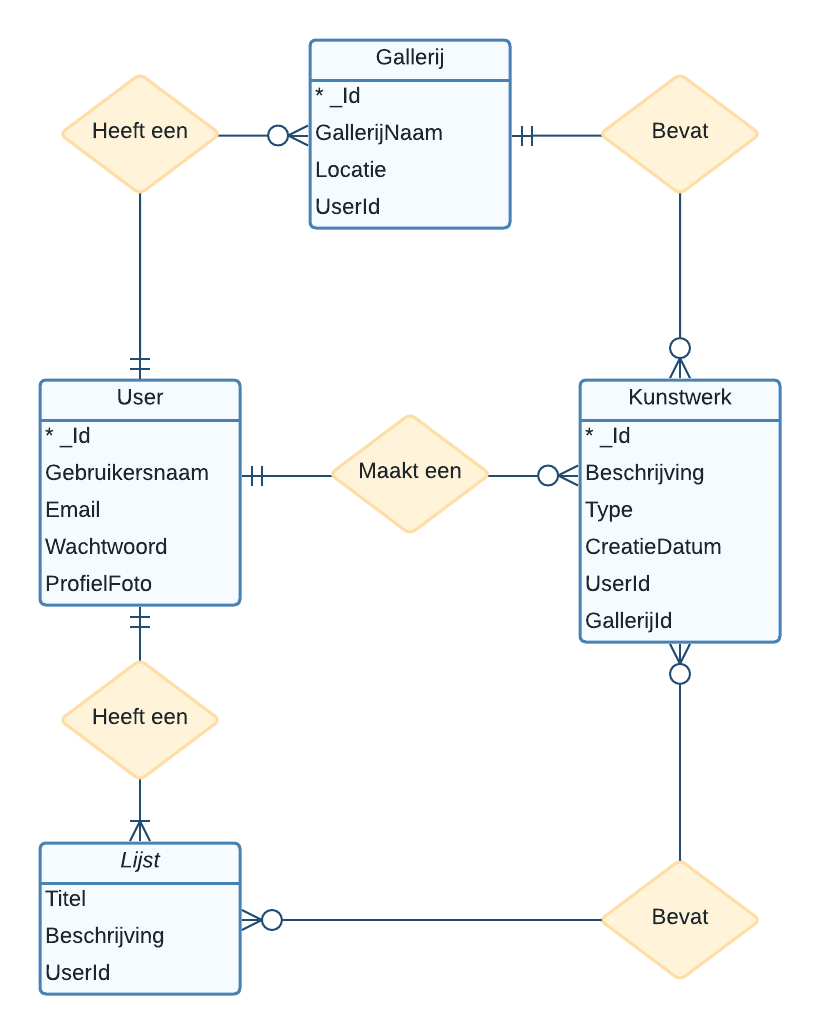 Gallerij
* _Id
GallerijNaam
Locatie
UserId
Heeft een
Bevat
User
* _Id
Gebruikersnaam
Email
Wachtwoord
ProfielFoto
Maakt een
Kunstwerk
* _Id
Beschrijving
Type
CreatieDatum
UserId
GallerijId
Heeft een
Lijst
Titel
Beschrijving
UserId
Bevat